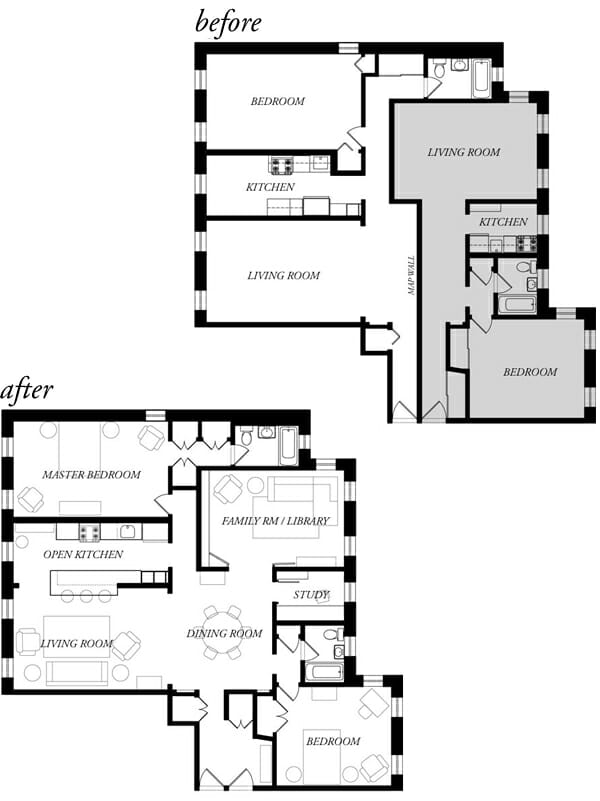 before
BEDROOM
LIVING ROOM
KITCHEN
KITCHEN
LIVING ROOM
MAP WALL
BEDROOM
after
MASTER BEDROOM
FAMILY RM / LIBRARY
OPEN KITCHEN
STUDY
DINING ROOM
LIVING ROOM
BEDROOM